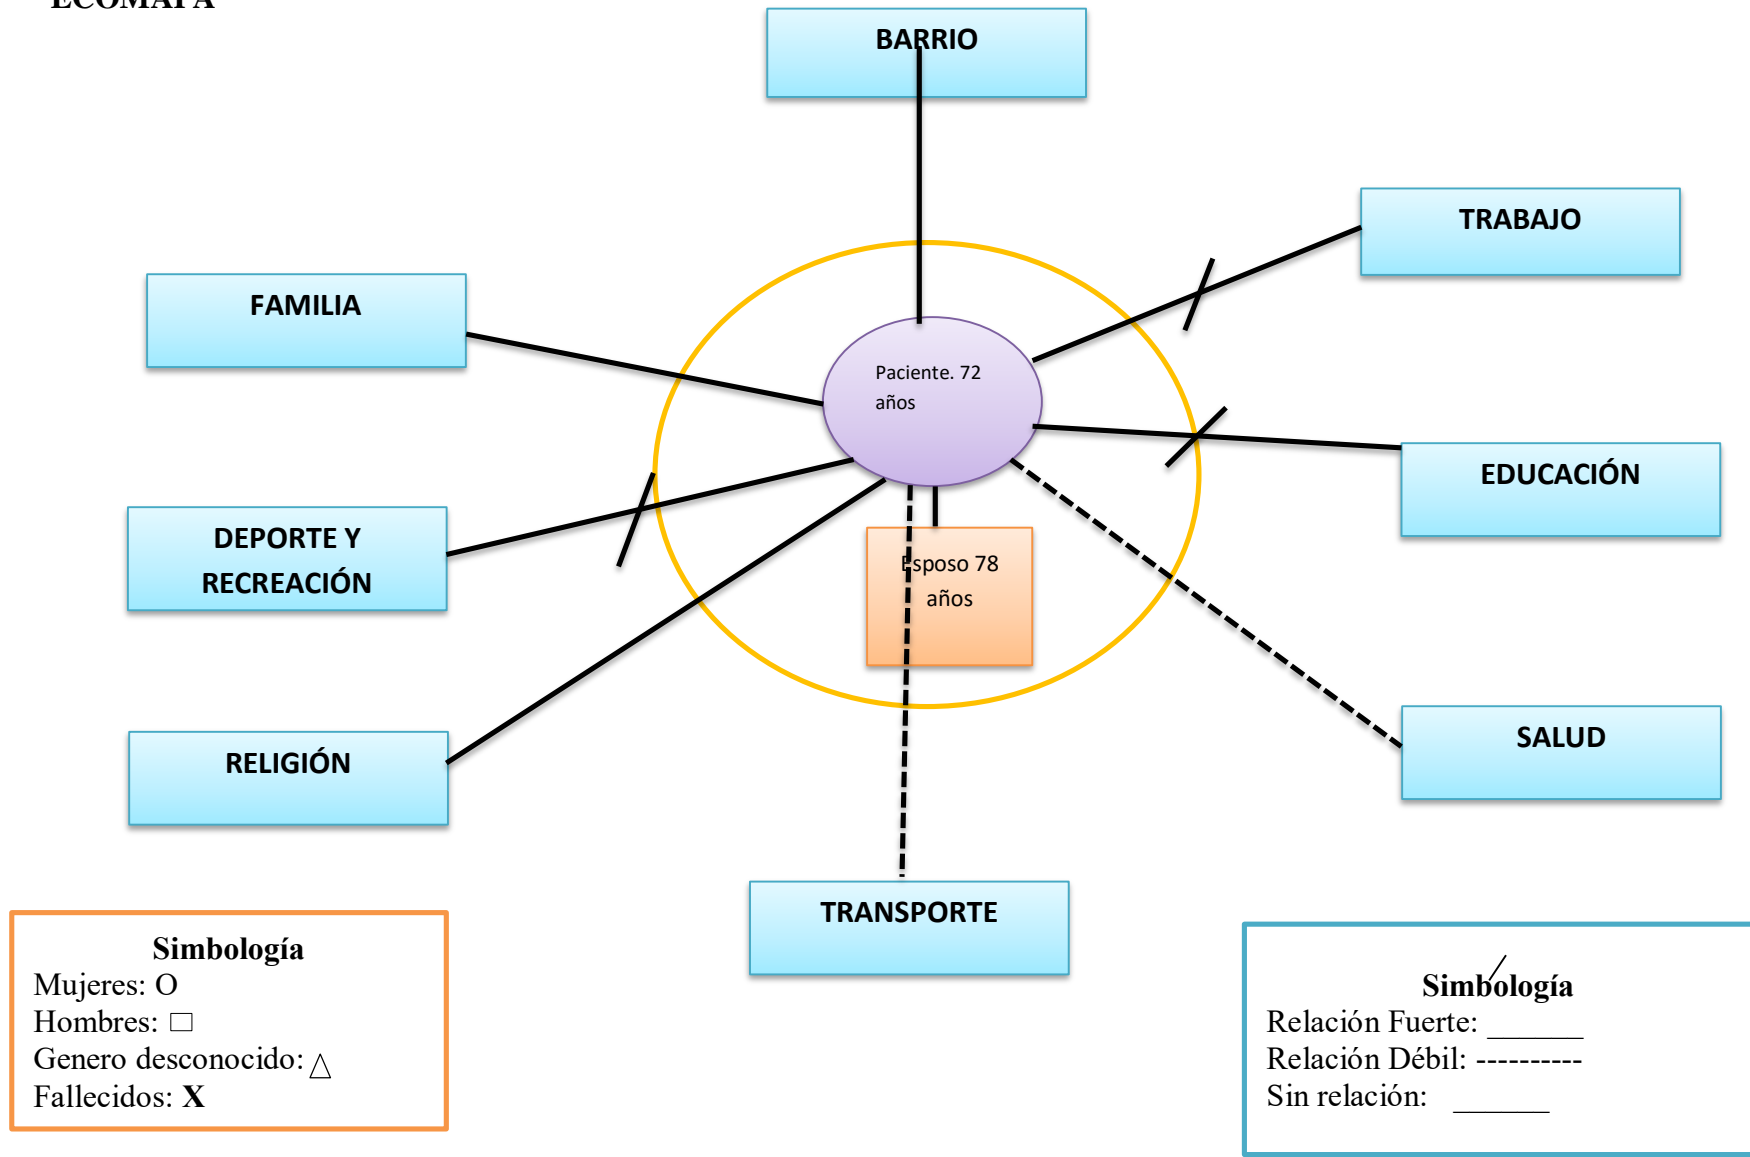 ECOMAPA
BARRIO
TRABAJO
FAMILIA
Paciente. 72
años
EDUCACIÓN
DEPORTE Y
RECREACIÓN
Esposo 78
años
RELIGIÓN
SALUD
TRANSPORTE
Simbología
Mujeres: O
Hombres: □
Genero desconocido: △
Fallecidos: X
Simbología
Relación Fuerte: ______
Relación Débil: ----------
Sin relación: ______